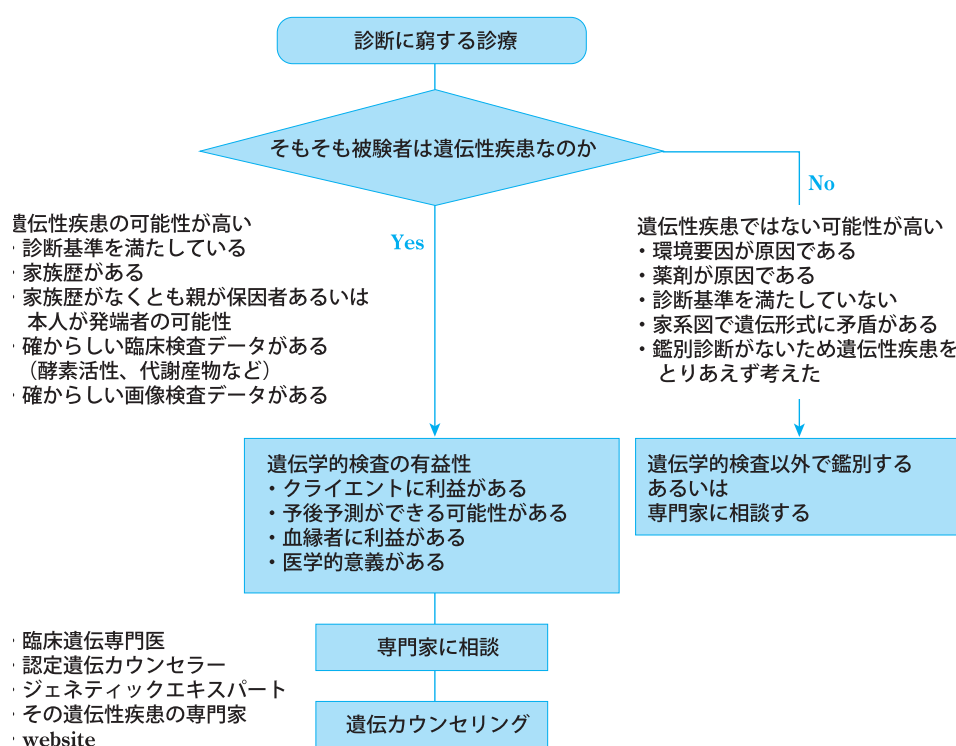 診断に窮する診療
そもそも被験者は遺伝性疾患なのか
No
Yes
遺伝性疾患の可能性が高い
・診断基準を満たしている
・家族歴がある
・家族歴がなくとも親が保因者あるいは
本人が発端者の可能性
・確からしい臨床検査データがある
（酵素活性、代謝産物など）
・確からしい画像検査データがある
遺伝性疾患ではない可能性が高い
・環境要因が原因である
・薬剤が原因である
・診断基準を満たしていない
・家系図で遺伝形式に矛盾がある
・鑑別診断がないため遺伝性疾患を
とりあえず考えた
遺伝学的検査の有益性
・クライエントに利益がある
・予後予測ができる可能性がある
・血縁者に利益がある
・医学的意義がある
遺伝学的検査以外で鑑別する
あるいは
専門家に相談する
・臨床遺伝専門医
・認定遺伝カウンセラー
・ジェネティックエキスパート
・その遺伝性疾患の専門家
・website
専門家に相談
遺伝カウンセリング